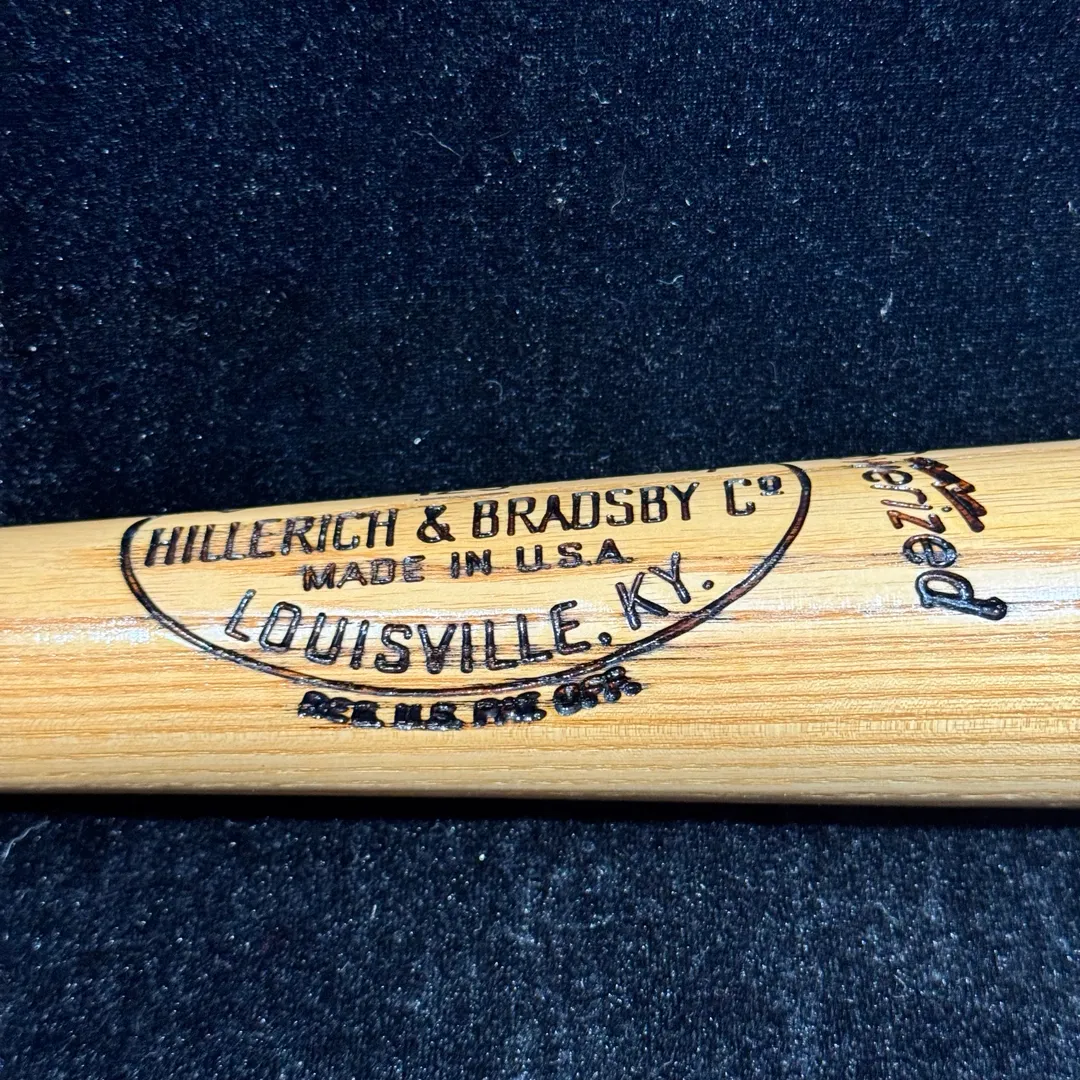 HILLERICH & BRADSBY Cº
MADE IN U.S.A.
LOUISVILLE, KY.
REG. U.S. PAT. OFF.